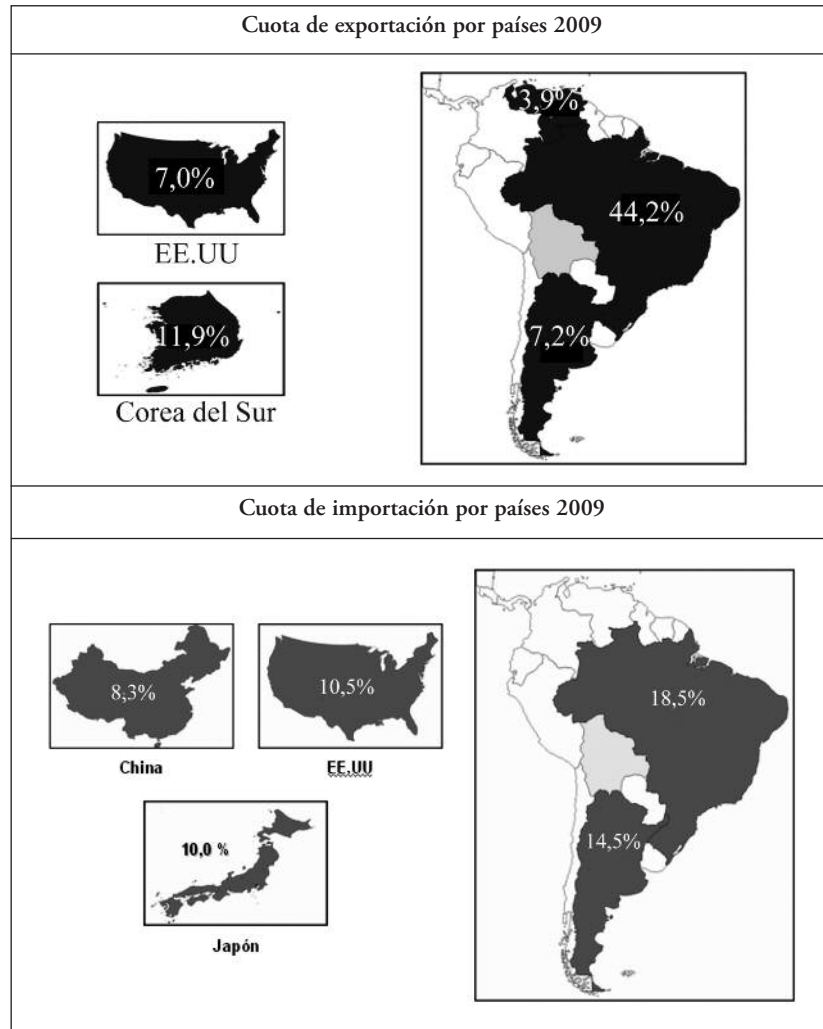 Cuota de exportación por países 2009
3,9%
7,0%
44,2%
EE.UU
11,9%
7,2%
Corea del Sur
Cuota de importación por países 2009
8,3%
10,5%
18,5%
China
EE.UU
10,0 %
14,5%
Japón